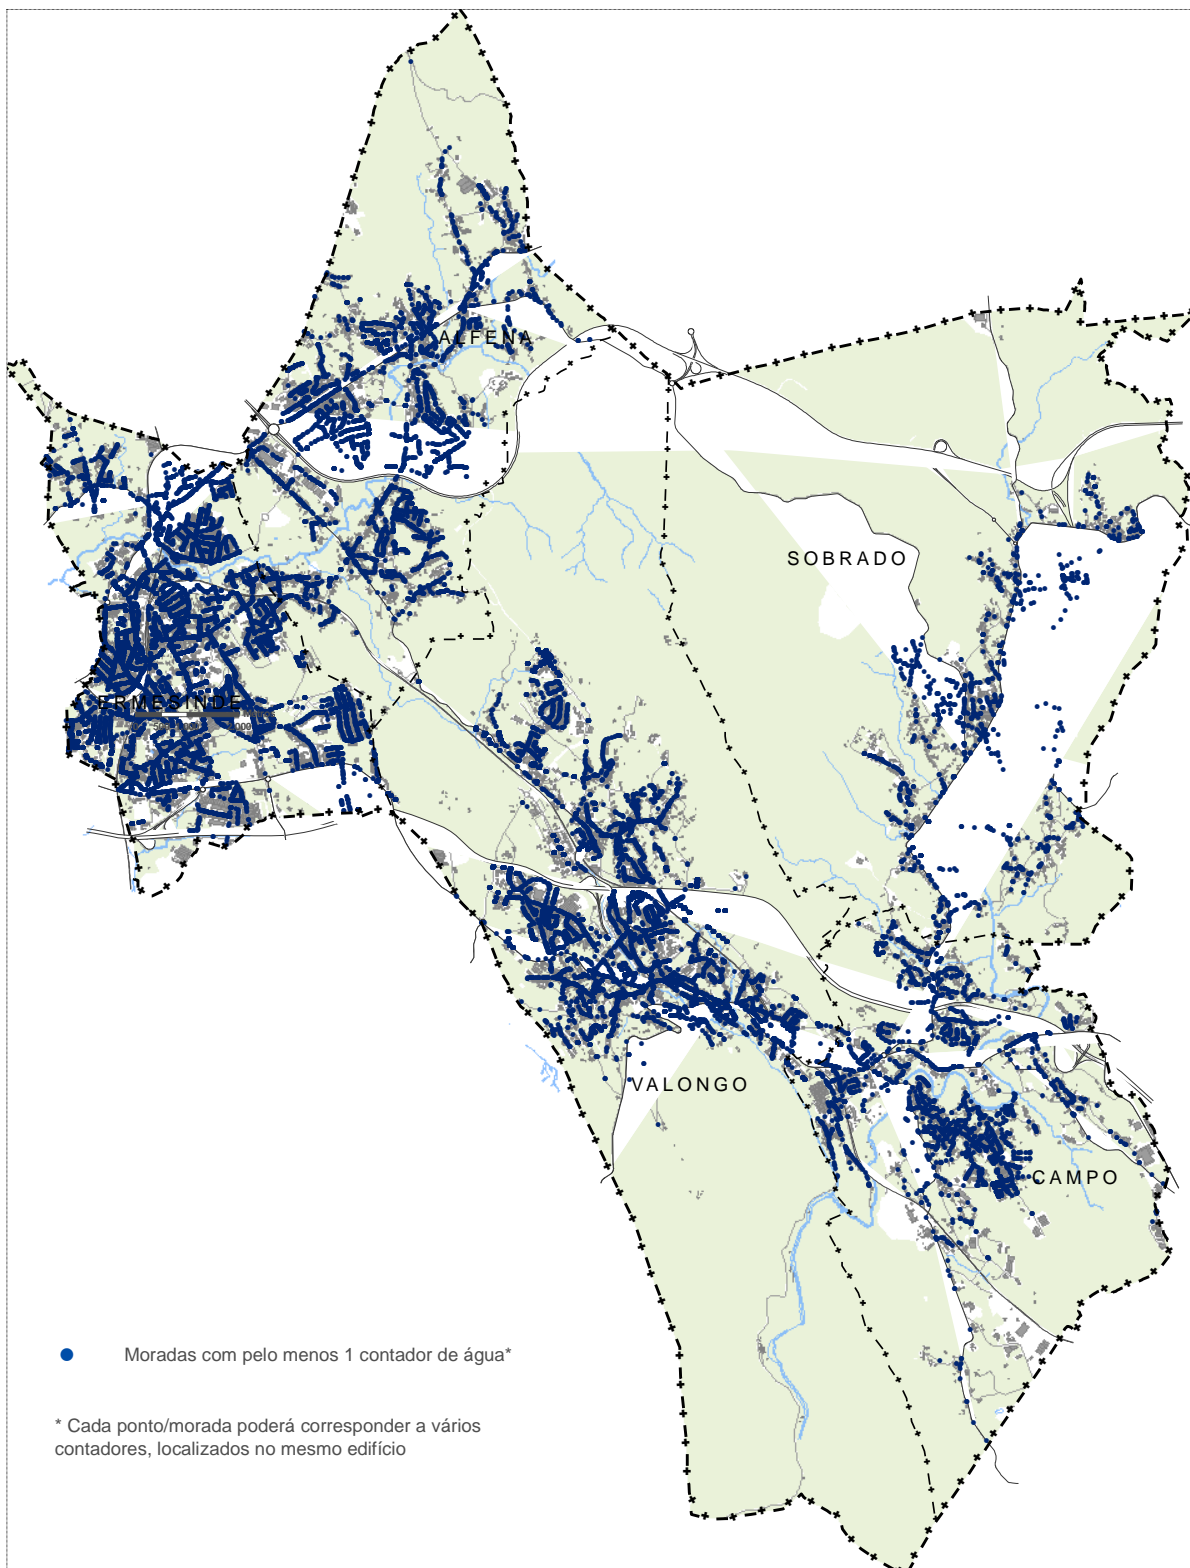 ALFENA
SOBRADO
ERMESINDE
VALONGO
CAMPO
Moradas com pelo menos 1 contador de água*
* Cada ponto/morada poderá corresponder a vários
contadores, localizados no mesmo edifício